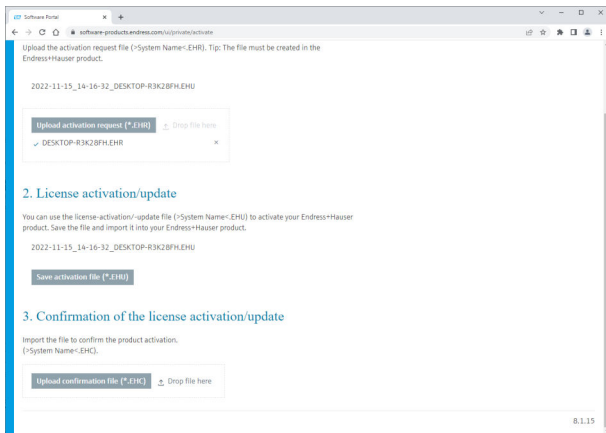 Software Portal
software-products.endress.com/ui/private/activate
Upload the activation request file (>System Name<.EHR). Tip: The file must be created in the
Endress+Hauser product.
2022-11-15_14-16-32_DESKTOP-R3K28FH.EHU
Upload activation request (*.EHR) Drop file here
DESKTOP-R3K28FH.EHR
2. License activation/update
You can use the license-activation/-update file (>System Name<.EHU) to activate your Endress+Hauser
product. Save the file and import it into your Endress+Hauser product.
2022-11-15_14-16-32_DESKTOP-R3K28FH.EHU
Save activation file (*.EHU)
3. Confirmation of the license activation/update
Import the file to confirm the product activation.
(>System Name<.EHC).
Upload confirmation file (*.EHC) Drop file here
8.1.15